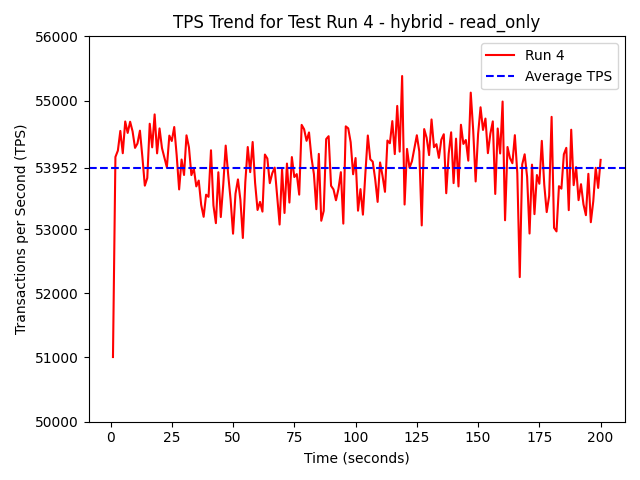 TPS Trend for Test Run 4 - hybrid - read_only
Run 4
Average TPS
Transactions per Second (TPS)
56000
55000
53952
53000
52000
51000
50000
0 25 50 75 100 125 150 175 200
Time (seconds)